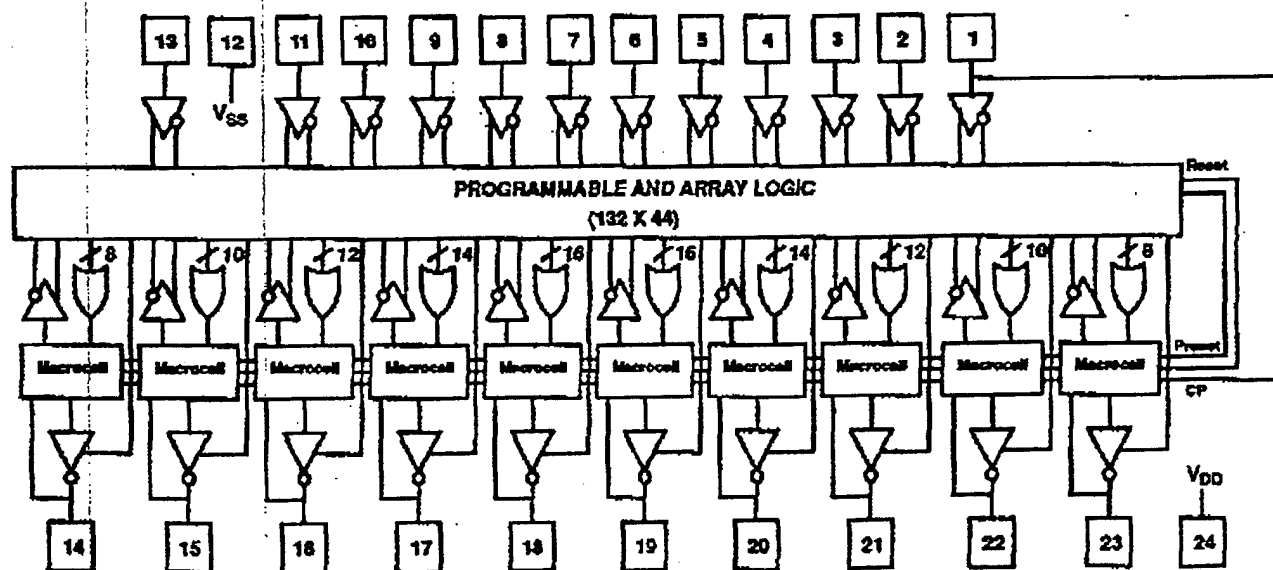 13 12 11 10 9 8 7 6 5 4 3 2 1
VSS
PROGRAMMABLE AND ARRAY LOGIC
(132 X 44)
Reset
8 10 12 14 16 16 14 12 10 8
Macrocell Macrocell Macrocell Macrocell Macrocell Macrocell Macrocell Macrocell Macrocell Macrocell
Preset
CP
VDD
14 15 16 17 18 19 20 21 22 23 24